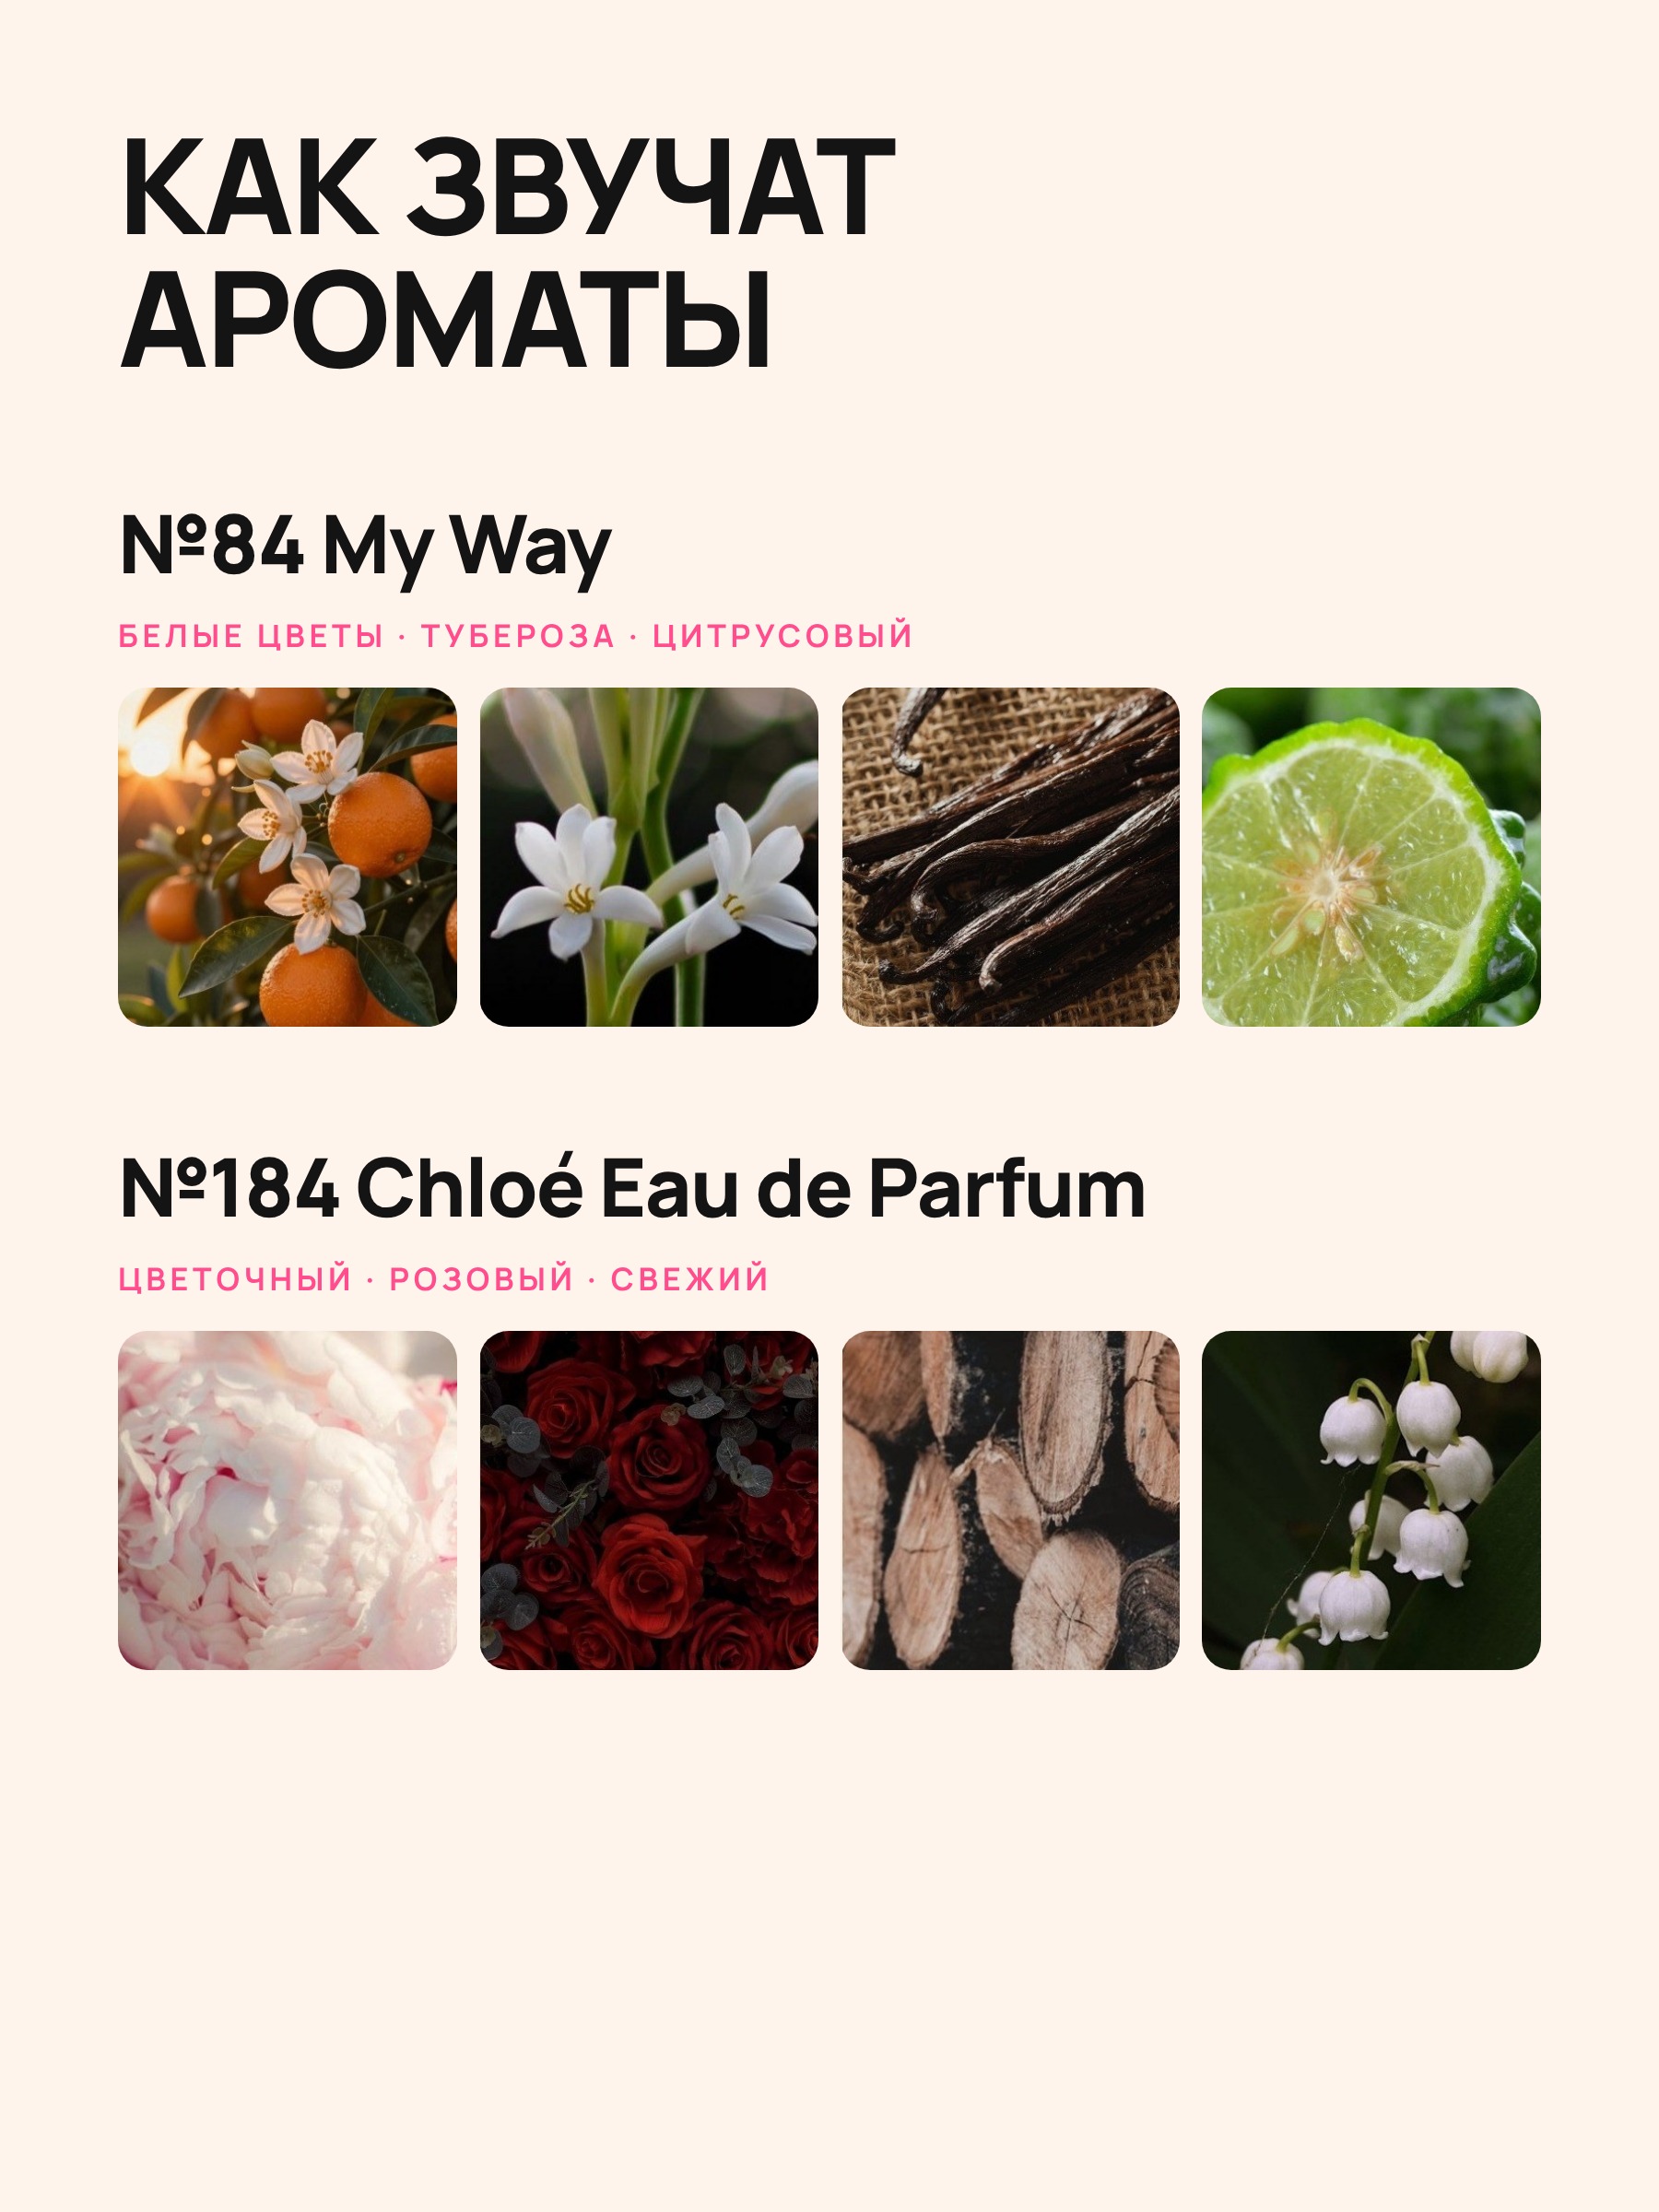 КАК ЗВУЧАТ
АРОМАТЫ
№84 My Way
БЕЛЫЕ ЦВЕТЫ · ТУБЕРОЗА · ЦИТРУСОВЫЙ
№184 Chloé Eau de Parfum
ЦВЕТОЧНЫЙ · РОЗОВЫЙ · СВЕЖИЙ